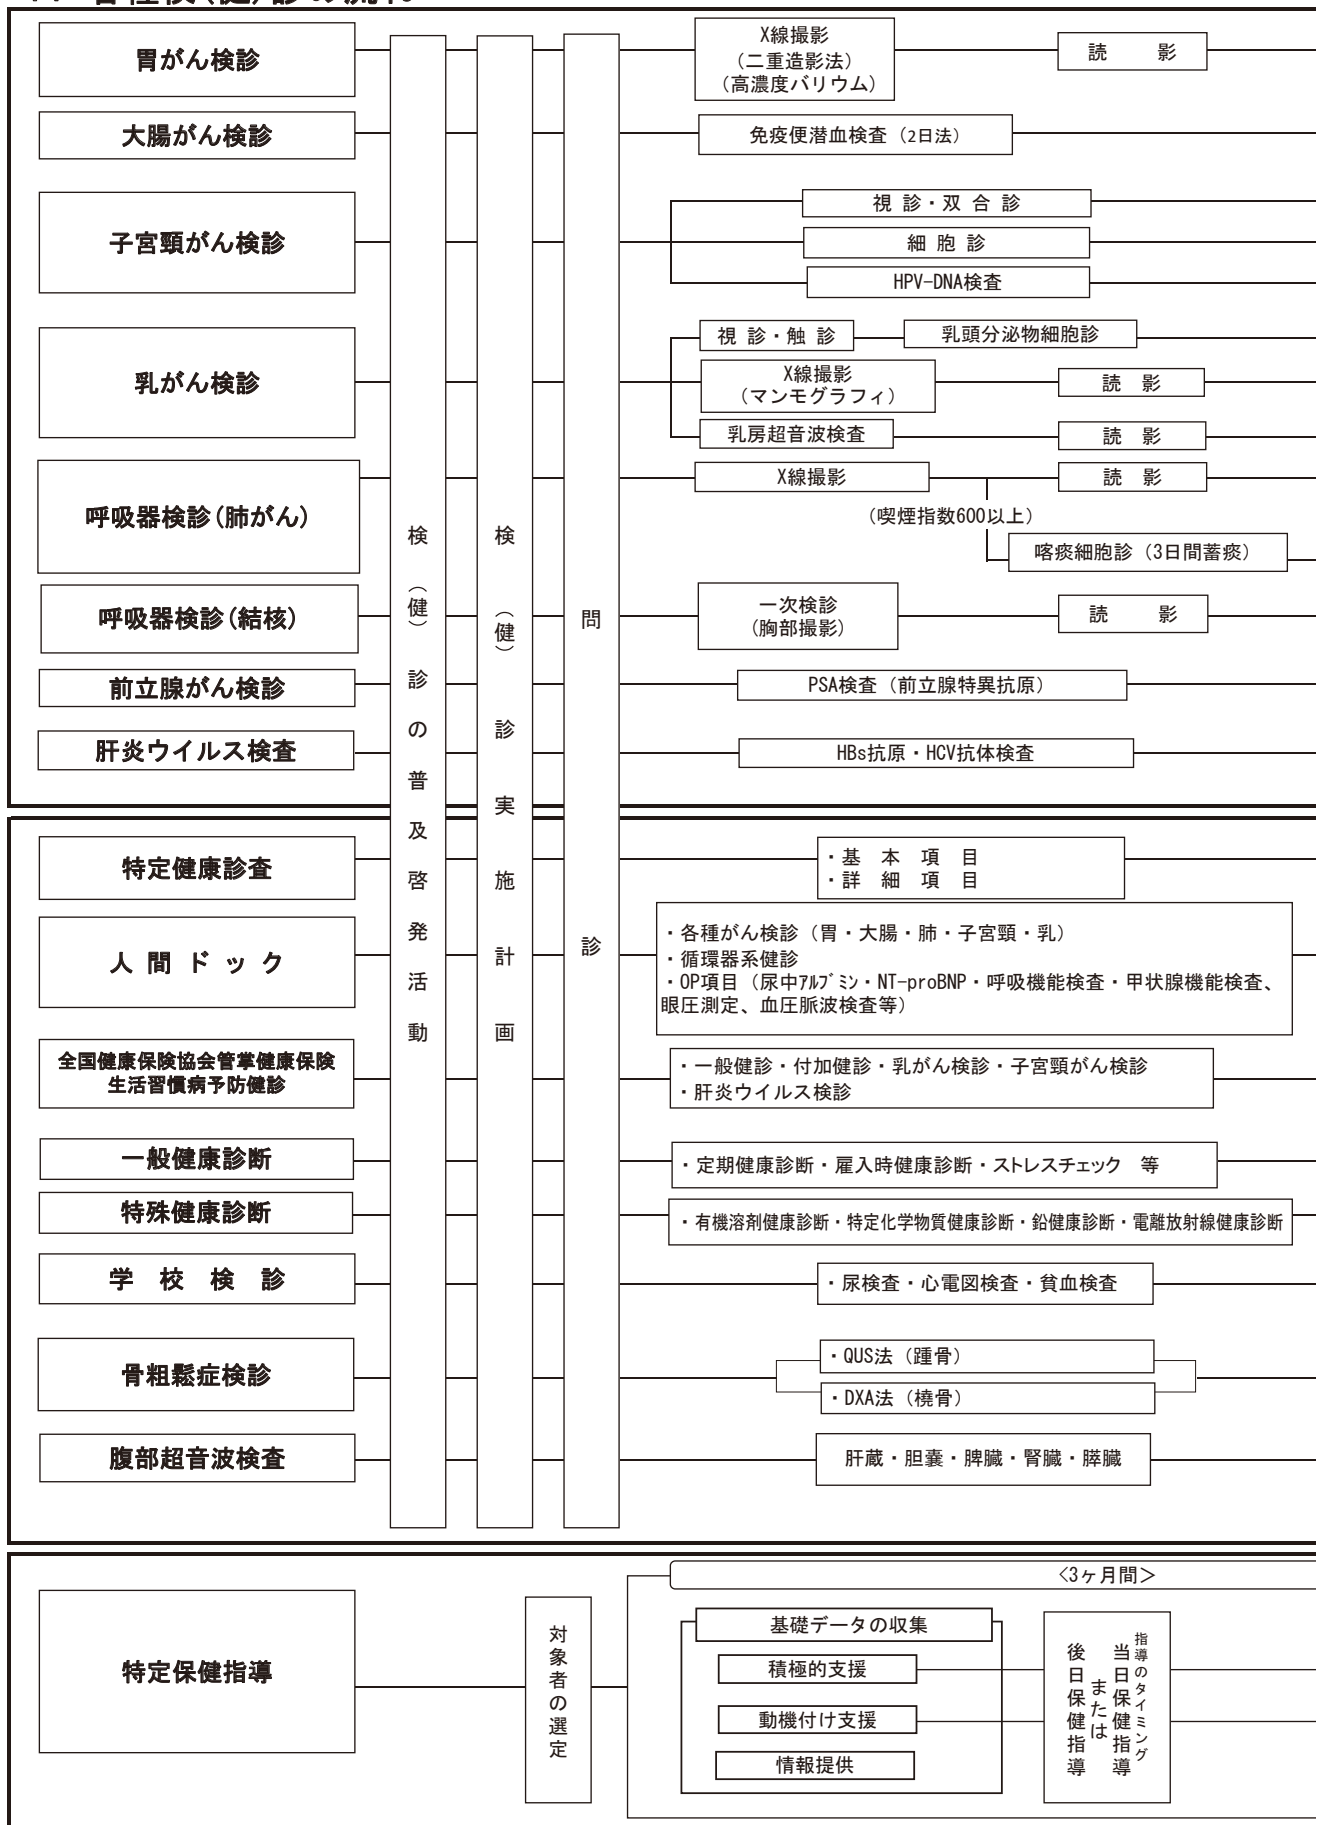 胃がん検診
X線撮影
(二重造影法)
(高濃度バリウム)
読 影
大腸がん検診
免疫便潜血検査（2日法）
子宮頸がん検診
視 診・双 合 診
細 胞 診
HPV-DNA検査
乳がん検診
視 診・触 診
乳頭分泌物細胞診
X線撮影
(マンモグラフィ)
読 影
乳房超音波検査
読 影
呼吸器検診(肺がん)
X線撮影
読 影
(喫煙指数600以上)
喀痰細胞診（3日間蓄痰）
呼吸器検診(結核)
一次検診
(胸部撮影)
読 影
前立腺がん検診
PSA検査（前立腺特異抗原）
肝炎ウイルス検査
HBs抗原・HCV抗体検査
検（健）診の普及啓発活動
検（健）診実施計画
問診
特定健康診査
・基 本 項 目
・詳 細 項 目
人 間 ド ッ ク
・各種がん検診（胃・大腸・肺・子宮頸・乳）
・循環器系健診
・OP項目（尿中ｱﾙﾌﾞﾐﾝ・NT-proBNP・呼吸機能検査・甲状腺機能検査、
眼圧測定、血圧脈波検査等）
全国健康保険協会管掌健康保険
生活習慣病予防健診
・一般健診・付加健診・乳がん検診・子宮頸がん検診
・肝炎ウイルス検診
一般健康診断
・定期健康診断・雇入時健康診断・ストレスチェック 等
特殊健康診断
・有機溶剤健康診断・特定化学物質健康診断・鉛健康診断・電離放射線健康診断
学 校 検 診
・尿検査・心電図検査・貧血検査
骨粗鬆症検診
・QUS法（踵骨）
・DXA法（橈骨）
腹部超音波検査
肝蔵・胆嚢・脾臓・腎臓・膵臓
特定保健指導
対象者の選定
<3ヶ月間>
基礎データの収集
積極的支援
動機付け支援
情報提供
指導のタイミング
当日保健指導
または
後日保健指導